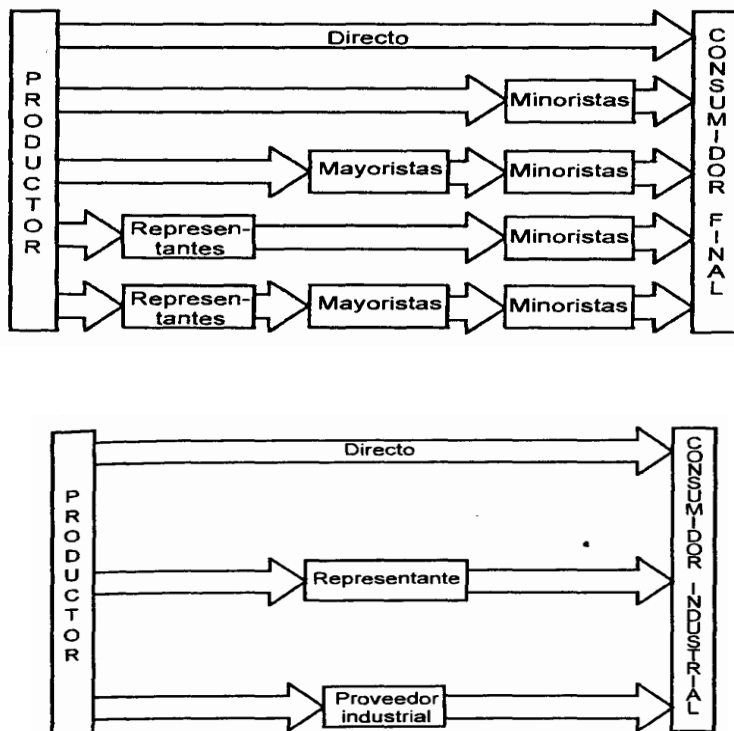 PRODUCTOR
Directo
CONSUMIDOR FINAL
Minoristas
Mayoristas
Minoristas
Represen-
tantes
Minoristas
Represen-
tantes
Mayoristas
Minoristas
PRODUCTOR
Directo
CONSUMIDOR INDUSTRIAL
Representante
Proveedor
industrial